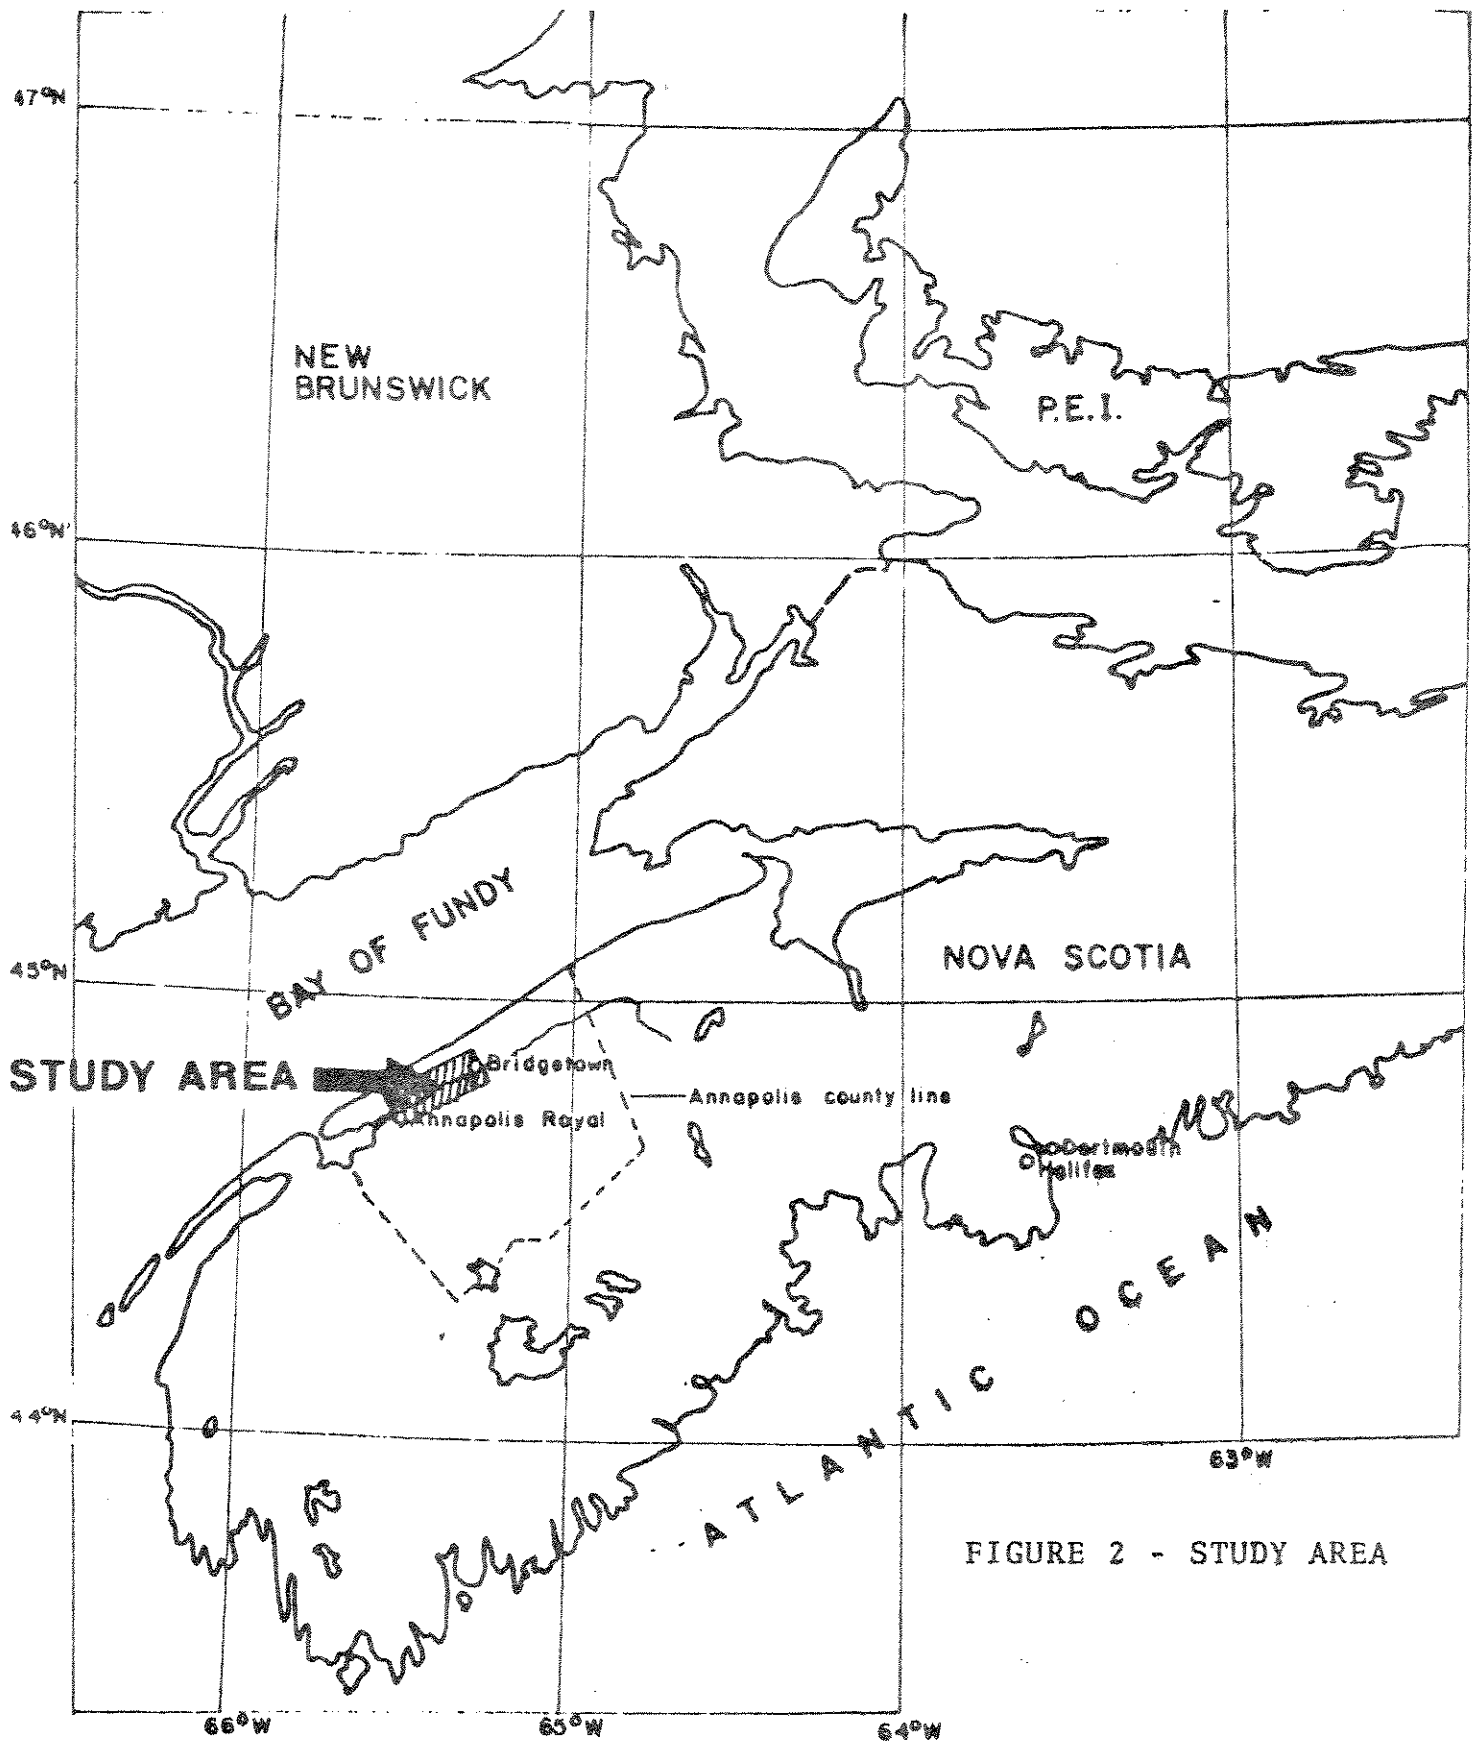 47°N
NEW
BRUNSWICK
P.E.I.
46°N
BAY OF FUNDY
NOVA SCOTIA
45°N
STUDY AREA
Bridgetown
Annapolis county line
Annapolis Royal
Dartmouth
Halifax
ATLANTIC OCEAN
44°N
63°W
FIGURE 2 - STUDY AREA
66°W
65°W
64°W